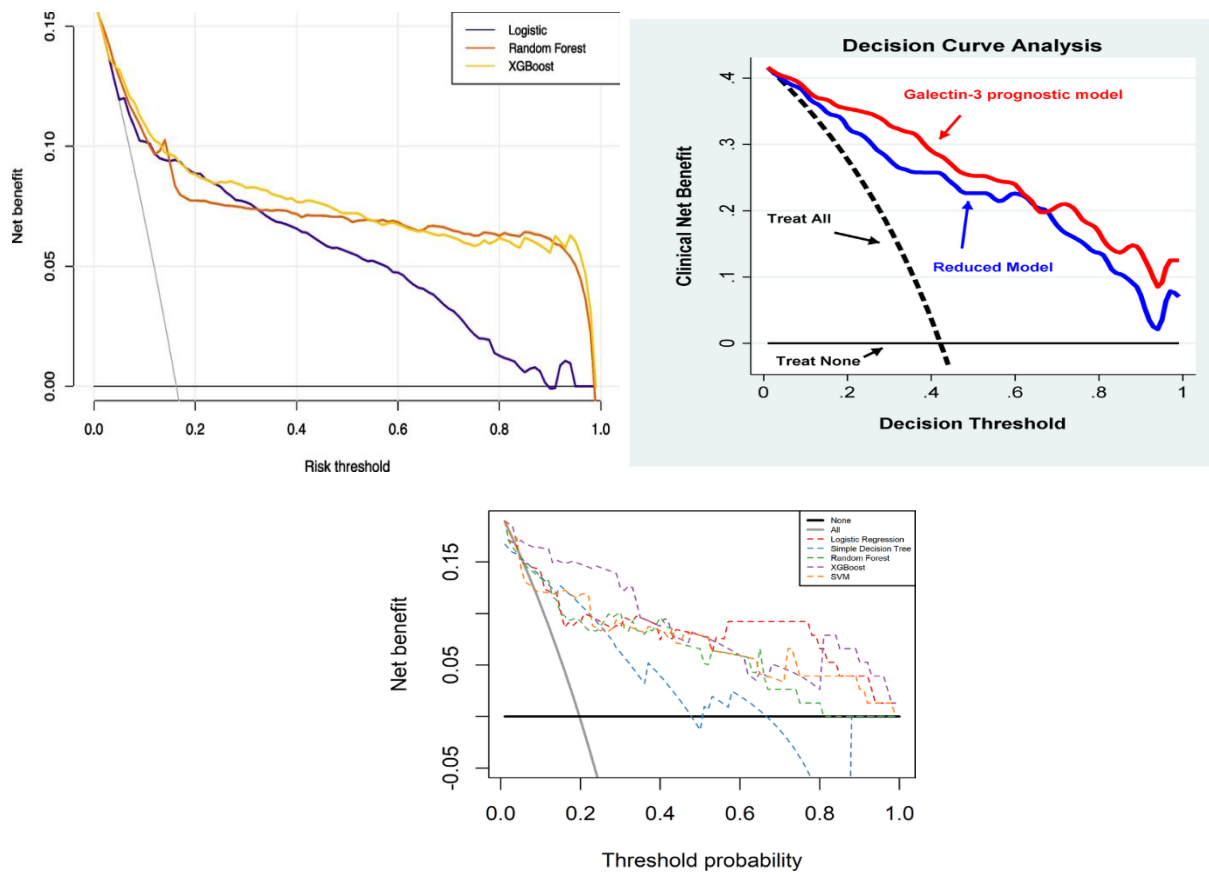 Logistic
Random Forest
XGBoost
Net benefit
0.15
0.10
0.05
0.00
0.0 0.2 0.4 0.6 0.8 1.0
Risk threshold
Decision Curve Analysis
Galectin-3 prognostic model
Treat All
Reduced Model
Treat None
Clinical Net Benefit
.4
.3
.2
.1
0
0 .2 .4 .6 .8 1
Decision Threshold
None
All
Logistic Regression
Simple Decision Tree
Random Forest
XGBoost
SVM
Net benefit
0.15
0.05
-0.05
0.0 0.2 0.4 0.6 0.8 1.0
Threshold probability